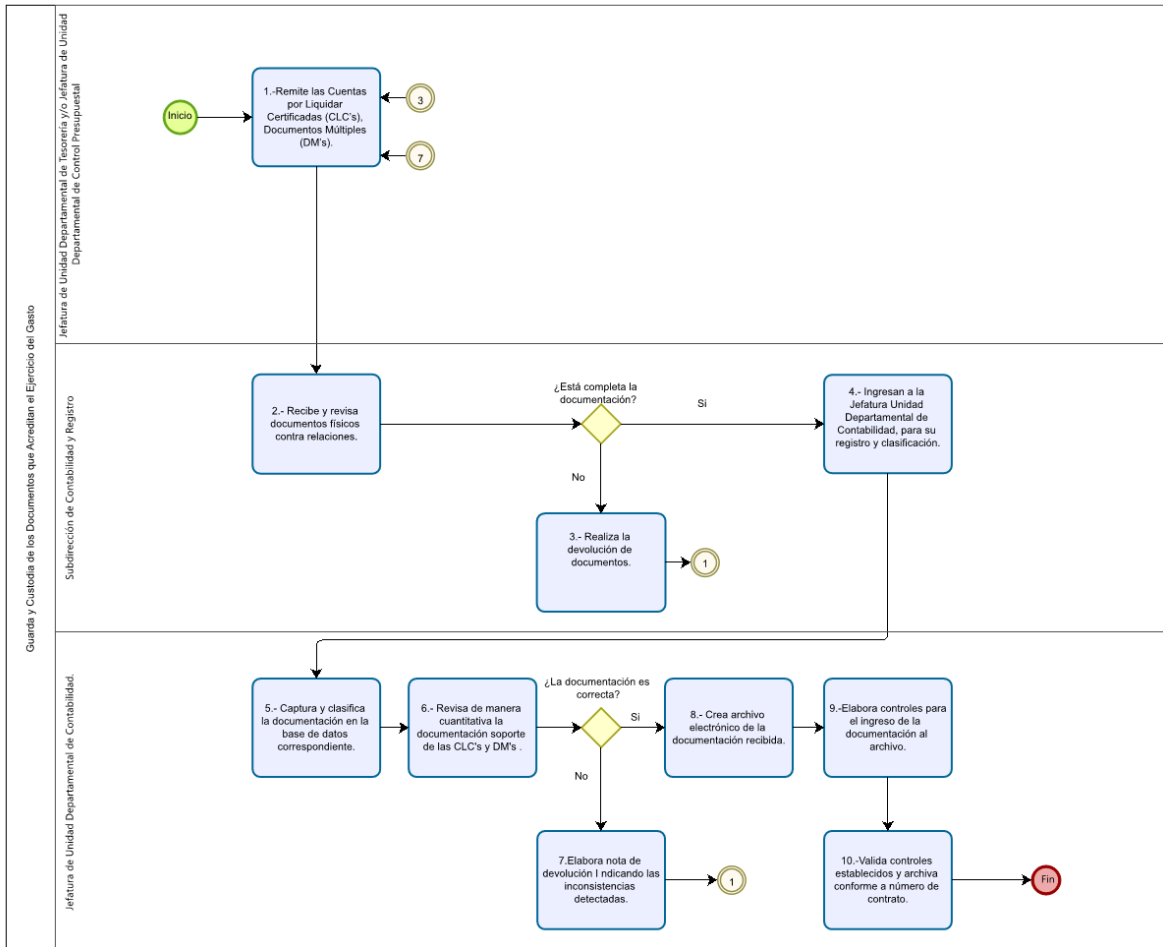 Guarda y Custodia de los Documentos que Acreditan el Ejercicio del Gasto
Jefatura de Unidad Departamental de Tesorería y/o Jefatura de Unidad
Departamental de Control Presupuestal
Inicio
1.-Remite las Cuentas
por Liquidar
Certificadas (CLC's),
Documentos Múltiples
(DM's).
3
7
Subdirección de Contabilidad y Registro
2.- Recibe y revisa
documentos físicos
contra relaciones.
¿Está completa la
documentación?
Si
No
4.- Ingresan a la
Jefatura Unidad
Departamental de
Contabilidad, para su
registro y clasificación.
3.- Realiza la
devolución de
documentos.
1
Jefatura de Unidad Departamental de Contabilidad.
5.- Captura y clasifica
la documentación en la
base de datos
correspondiente.
6.- Revisa de manera
cuantitativa la
documentación soporte
de las CLC's y DM's .
¿La documentación es
correcta?
Si
No
8.- Crea archivo
electrónico de la
documentación recibida.
9.-Elabora controles para
el ingreso de la
documentación al
archivo.
7.Elabora nota de
devolución I ndicando las
inconsistencias
detectadas.
1
10.-Valida controles
establecidos y archiva
conforme a número de
contrato.
Fin